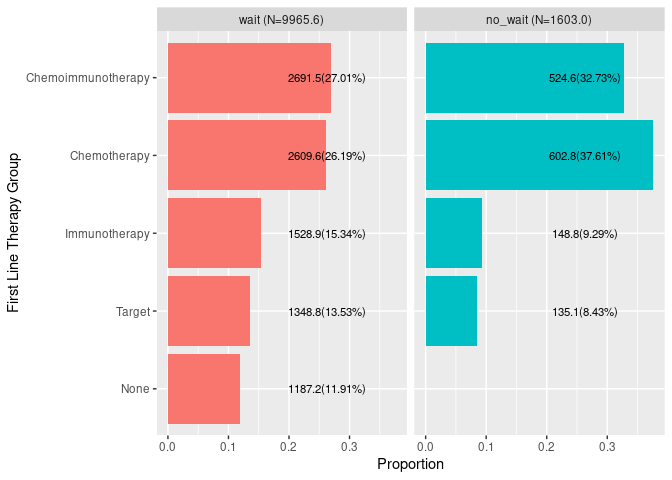 wait (N=9965.6)
no_wait (N=1603.0)
Chemoimmunotherapy
2691.5(27.01%)
524.6(32.73%)
Chemotherapy
2609.6(26.19%)
602.8(37.61%)
Immunotherapy
1528.9(15.34%)
148.8(9.29%)
Target
1348.8(13.53%)
135.1(8.43%)
None
1187.2(11.91%)
First Line Therapy Group
0.0 0.1 0.2 0.3
0.0 0.1 0.2 0.3
Proportion